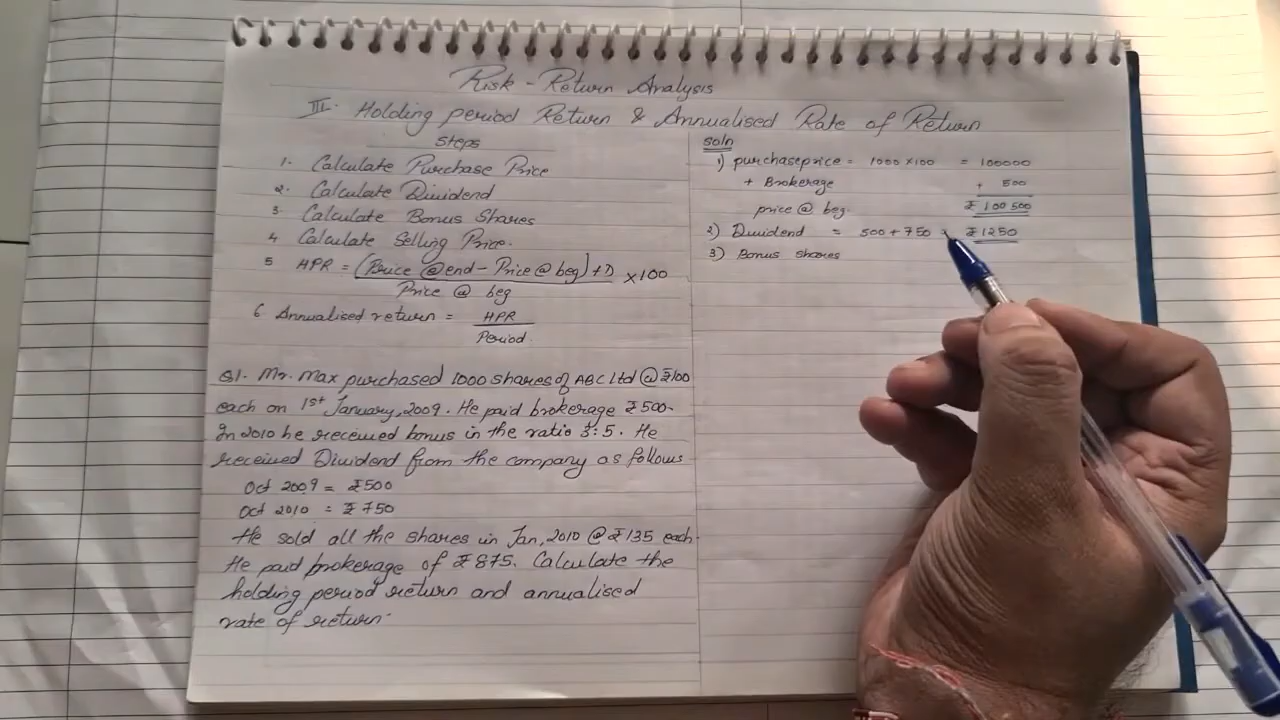 Risk - Return Analysis
III. Holding period Return & Annualised Rate of Return
Steps
1. Calculate Purchase Price
2. Calculate Dividend
3 Calculate Bonus Shares
4 Calculate Selling Price.
5 HPR = (Price @ end - Price @ beg) + D × 100
Price @ beg
6 Annualised return = HPR
Period.
Q1. Mr. Max purchased 1000 shares of ABC Ltd @ ₹100
each on 1st January, 2009. He paid brokerage ₹500.
In 2010 he received bonus in the ratio 3:5. He
received Dividend from the company as follows
Oct 2009 = ₹500
Oct 2010 = ₹750
He sold all the shares in Jan, 2010 @ ₹135 each.
He paid brokerage of ₹875. Calculate the
holding period return and annualised
rate of return.
Soln
1) purchase price = 1000 × 100 = 100000
+ Brokerage + 500
price @ beg. ₹ 100 500
2) Dividend = 500 + 750 = ₹1250
3) Bonus shares